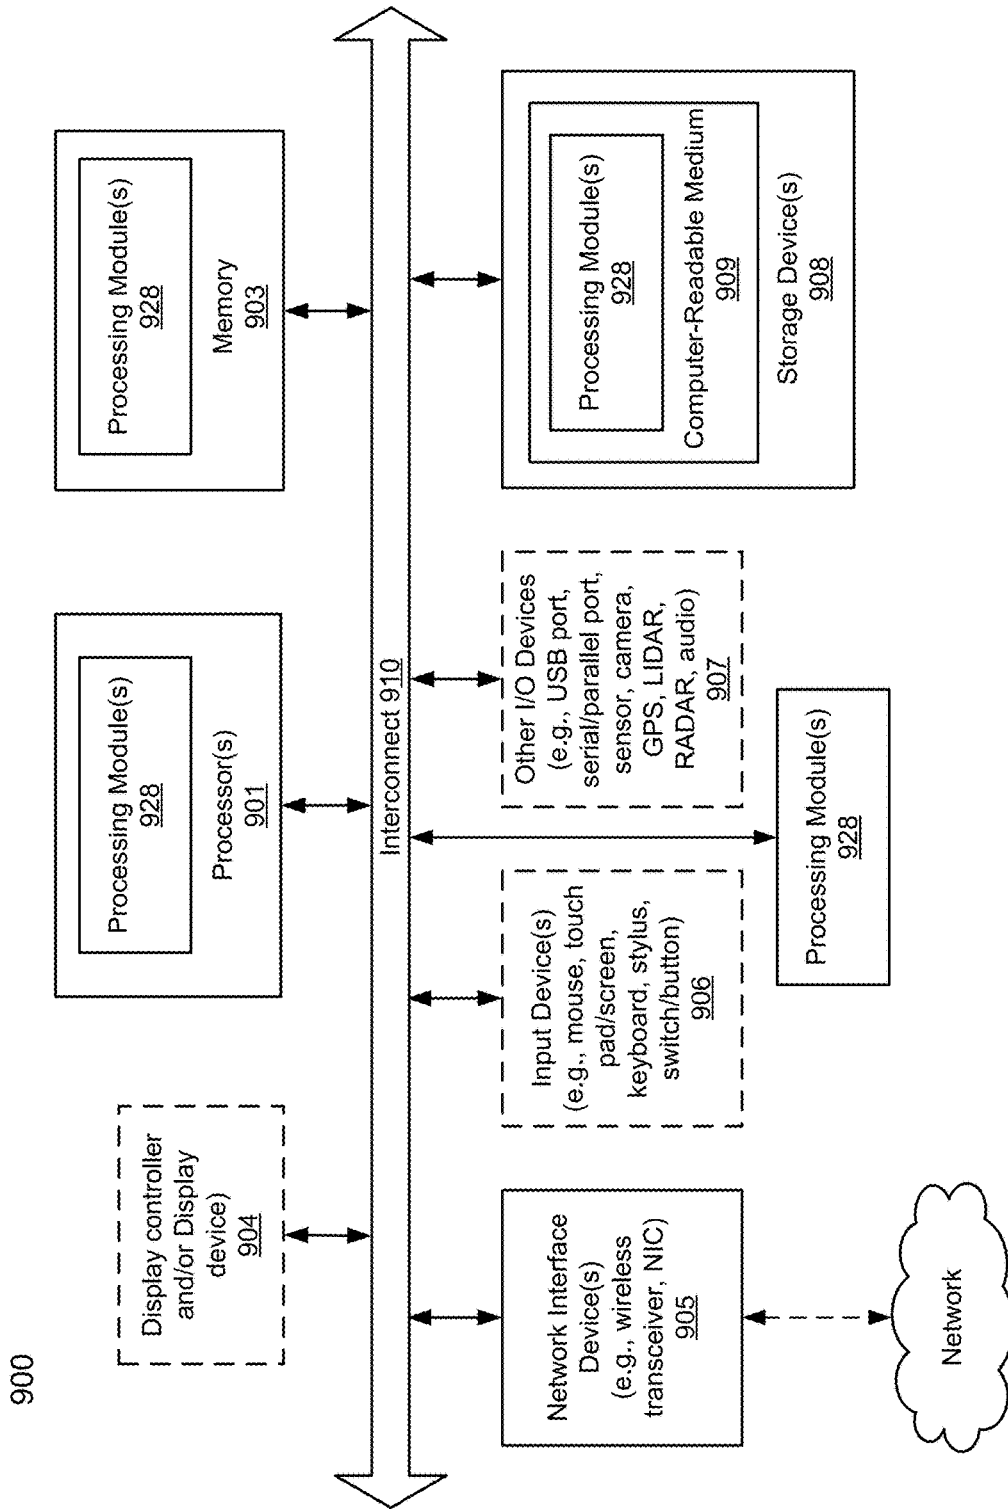 900
Display controller
and/or Display
device)
904
Processing Module(s)
928
Processor(s)
901
Processing Module(s)
928
Memory
903
Interconnect 910
Network Interface
Device(s)
(e.g., wireless
transceiver, NIC)
905
Input Device(s)
(e.g., mouse, touch
pad/screen,
keyboard, stylus,
switch/button)
906
Other I/O Devices
(e.g., USB port,
serial/parallel port,
sensor, camera,
GPS, LIDAR,
RADAR, audio)
907
Processing Module(s)
928
Computer-Readable Medium
909
Storage Device(s)
908
Processing Module(s)
928
Network